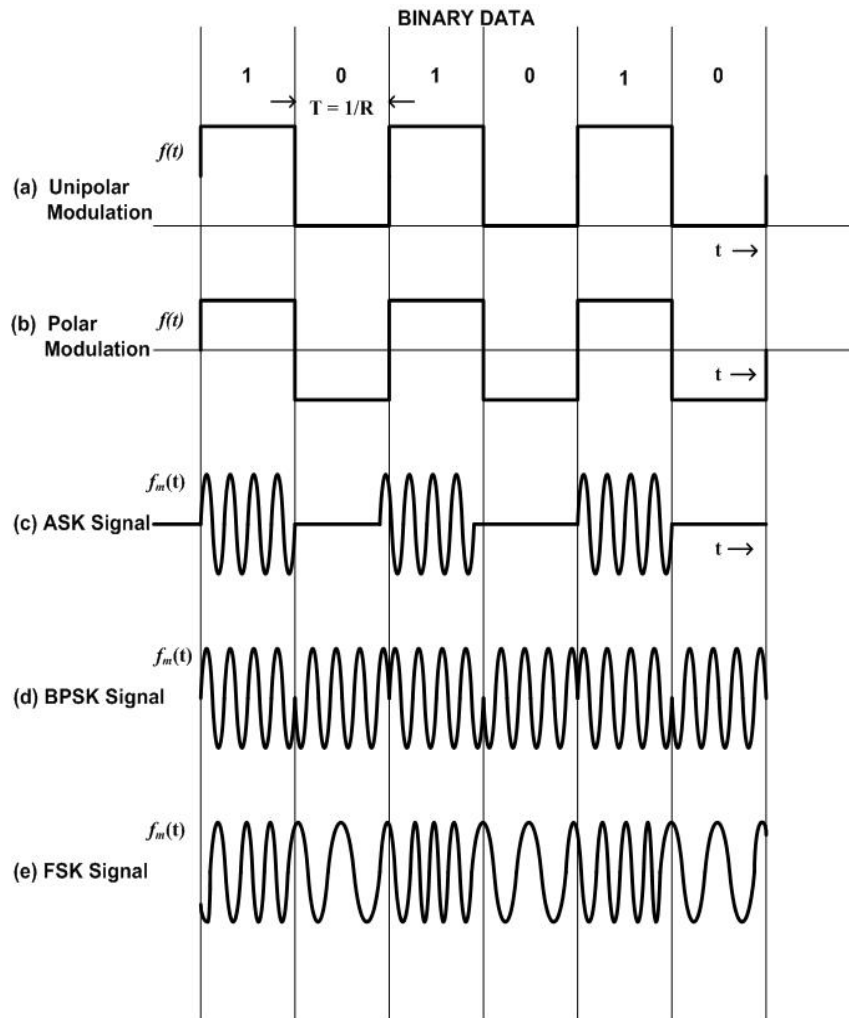 BINARY DATA
1 0 1 0 1 0
T = 1/R
f(t)
(a) Unipolar
Modulation
t
f(t)
(b) Polar
Modulation
t
fm(t)
(c) ASK Signal
t
fm(t)
(d) BPSK Signal
fm(t)
(e) FSK Signal